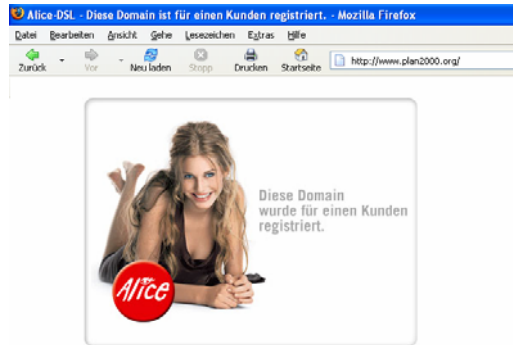 Alice-DSL - Diese Domain ist für einen Kunden registriert. - Mozilla Firefox
Datei Bearbeiten Ansicht Gehe Lesezeichen Extras Hilfe
Zurück Vor Neu laden Stopp Drucken Startseite http://www.plan2000.org/
Diese Domain
wurde für einen Kunden
registriert.
Alice